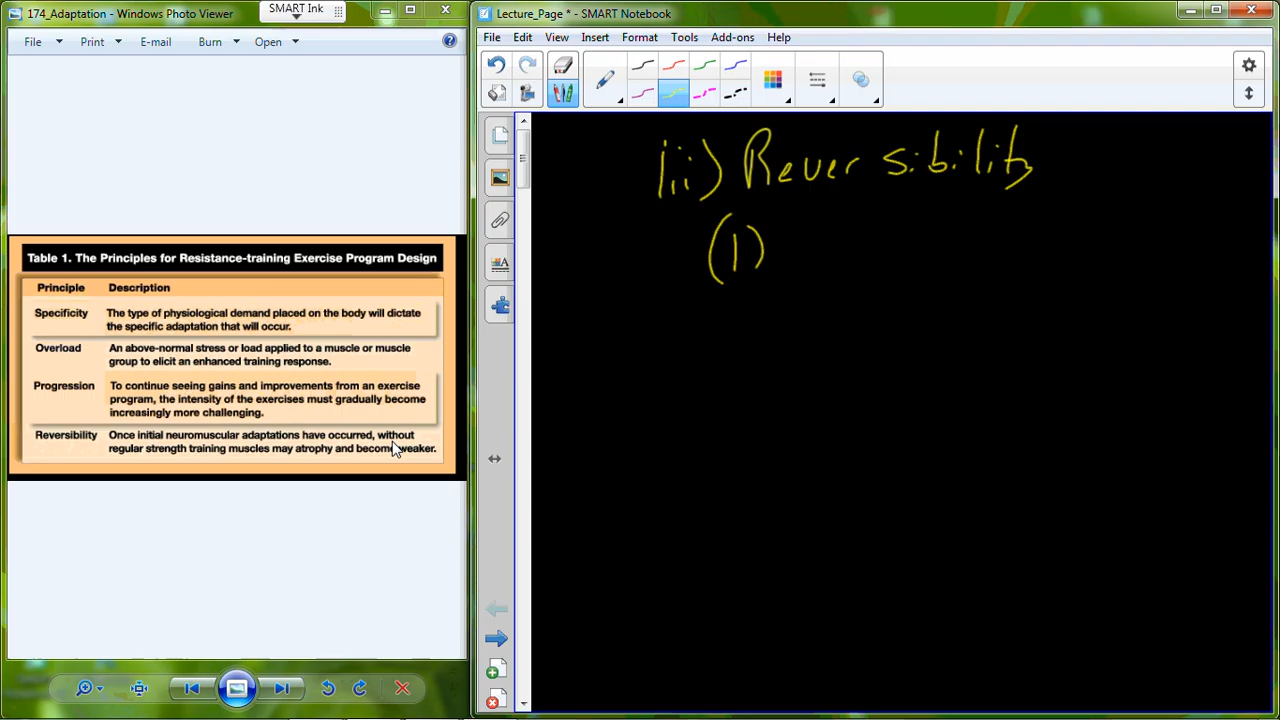 174_Adaptation - Windows Photo Viewer
SMART Ink
File Print E-mail Burn Open
Table 1. The Principles for Resistance-training Exercise Program Design
Principle Description
Specificity The type of physiological demand placed on the body will dictate
the specific adaptation that will occur.
Overload An above-normal stress or load applied to a muscle or muscle
group to elicit an enhanced training response.
Progression To continue seeing gains and improvements from an exercise
program, the intensity of the exercises must gradually become
increasingly more challenging.
Reversibility Once initial neuromuscular adaptations have occurred, without
regular strength training muscles may atrophy and become weaker.
Lecture_Page * - SMART Notebook
File Edit View Insert Format Tools Add-ons Help
iii) Reversibility
(1)